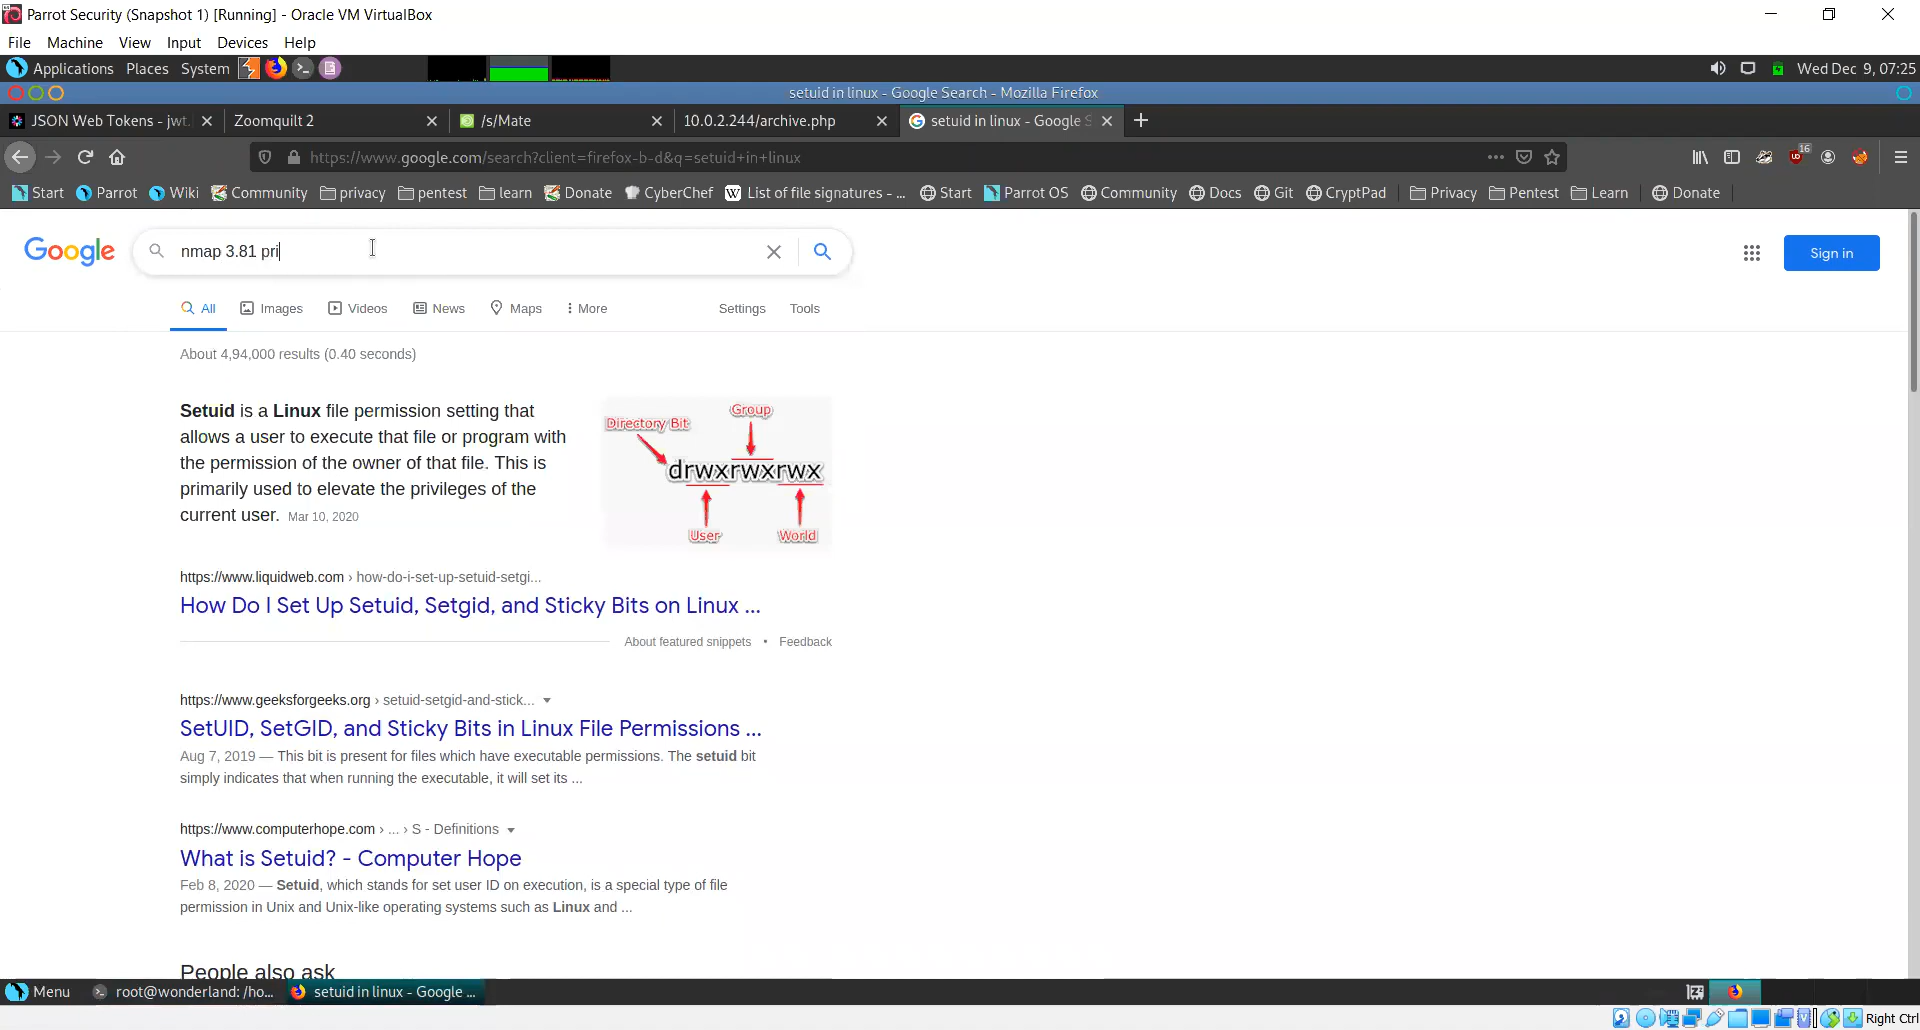 Parrot Security (Snapshot 1) [Running] - Oracle VM VirtualBox
File Machine View Input Devices Help
Applications Places System Wed Dec 9, 07:25
setuid in linux - Google Search - Mozilla Firefox
JSON Web Tokens - jwt. Zoomquilt 2 /s/Mate 10.0.2.244/archive.php setuid in linux - Google S
https://www.google.com/search?client=firefox-b-d&q=setuid+in+linux 16
Start Parrot Wiki Community privacy pentest learn Donate CyberChef List of file signatures - ... Start Parrot OS Community Docs Git CryptPad Privacy Pentest Learn Donate
Google nmap 3.81 pri Sign in
All Images Videos News Maps More Settings Tools
About 4,94,000 results (0.40 seconds)
Setuid is a Linux file permission setting that
allows a user to execute that file or program with
the permission of the owner of that file. This is
primarily used to elevate the privileges of the
current user. Mar 10, 2020
Directory Bit
Group
drwxrwxrwx
User
World
https://www.liquidweb.com › how-do-i-set-up-setuid-setgi...
How Do I Set Up Setuid, Setgid, and Sticky Bits on Linux ...
About featured snippets • Feedback
https://www.geeksforgeeks.org › setuid-setgid-and-stick...
SetUID, SetGID, and Sticky Bits in Linux File Permissions ...
Aug 7, 2019 — This bit is present for files which have executable permissions. The setuid bit
simply indicates that when running the executable, it will set its ...
https://www.computerhope.com › ... › S - Definitions
What is Setuid? - Computer Hope
Feb 8, 2020 — Setuid, which stands for set user ID on execution, is a special type of file
permission in Unix and Unix-like operating systems such as Linux and ...
People also ask
Menu root@wonderland: /ho... setuid in linux - Google ...
Right Ctrl